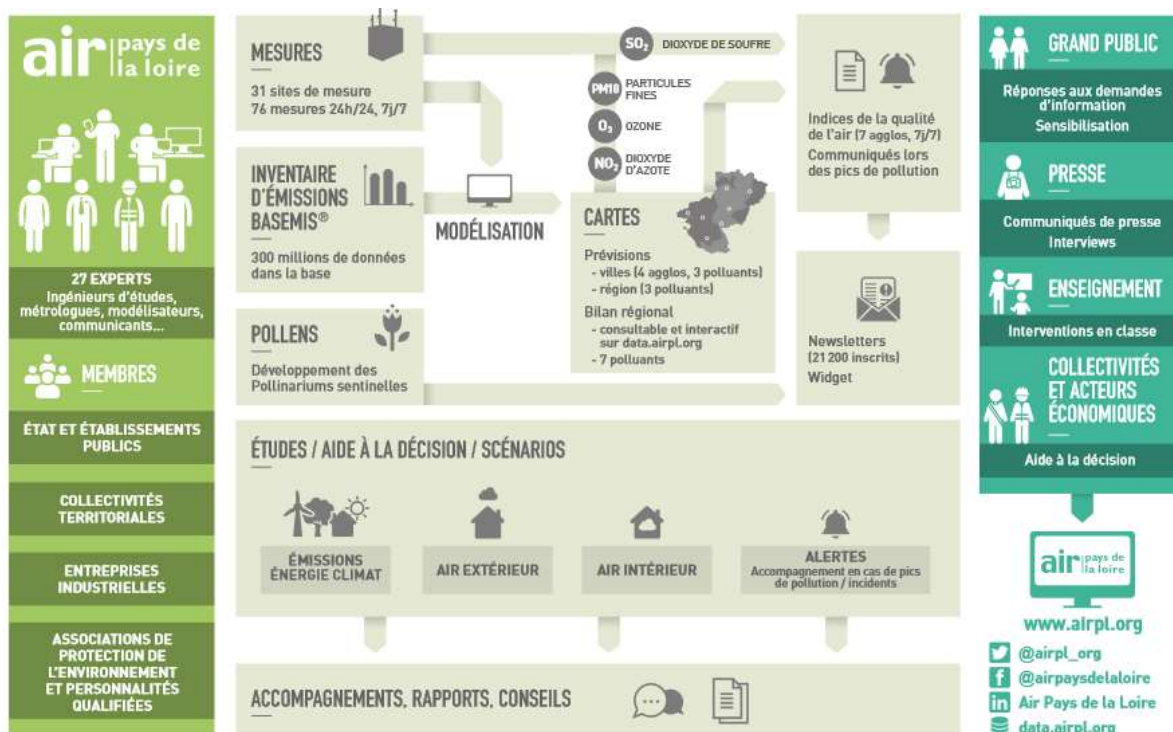 air pays de
la loire
27 EXPERTS
Ingénieurs d'études,
métrologues, modélisateurs,
communicants...
MEMBRES
ÉTAT ET ÉTABLISSEMENTS
PUBLICS
COLLECTIVITÉS
TERRITORIALES
ENTREPRISES
INDUSTRIELLES
ASSOCIATIONS DE
PROTECTION DE
L'ENVIRONNEMENT
ET PERSONNALITÉS
QUALIFIÉES
MESURES
31 sites de mesure
76 mesures 24h/24, 7j/7
INVENTAIRE
D'ÉMISSIONS
BASEMIS®
300 millions de données
dans la base
POLLENS
Développement des
Pollinariums sentinelles
MODÉLISATION
SO2 DIOXYDE DE SOUFRE
PM10 PARTICULES
FINES
O3 OZONE
NO2 DIOXYDE
D'AZOTE
CARTES
Prévisions
- villes (4 agglos, 3 polluants)
- région (3 polluants)
Bilan régional
- consultable et interactif
sur data.airpl.org
- 7 polluants
Indices de la qualité
de l'air (7 agglos, 7j/7)
Communiqués lors
des pics de pollution
Newsletters
(21 200 inscrits)
Widget
ÉTUDES / AIDE À LA DÉCISION / SCÉNARIOS
ÉMISSIONS
ÉNERGIE CLIMAT
AIR EXTÉRIEUR
AIR INTÉRIEUR
ALERTES
Accompagnement en cas de pics
de pollution / incidents
ACCOMPAGNEMENTS, RAPPORTS, CONSEILS
GRAND PUBLIC
Réponses aux demandes
d'information
Sensibilisation
PRESSE
Communiqués de presse
Interviews
ENSEIGNEMENT
Interventions en classe
COLLECTIVITÉS
ET ACTEURS
ÉCONOMIQUES
Aide à la décision
air pays de
la loire
www.airpl.org
@airpl_org
@airpaysdelaloire
Air Pays de la Loire
data.airpl.org